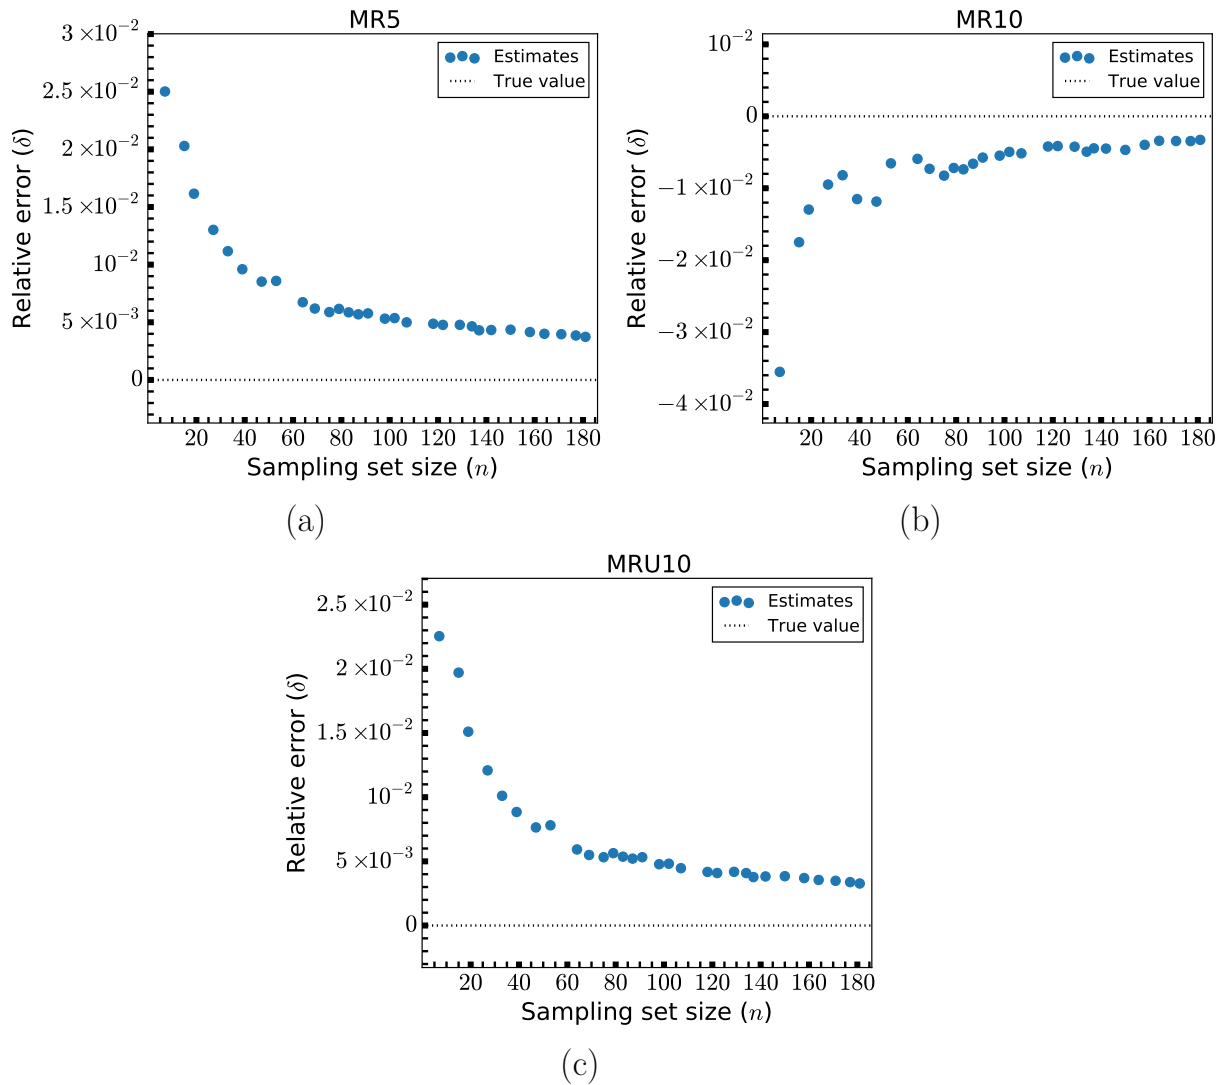 MR5
3 ×10−2
2.5 ×10−2
2 ×10−2
1.5 ×10−2
10−2
5 ×10−3
0
Relative error (δ)
Estimates
True value
20 40 60 80 100 120 140 160 180
Sampling set size (n)
(a)
MR10
10−2
0
−1 ×10−2
−2 ×10−2
−3 ×10−2
−4 ×10−2
Relative error (δ)
Estimates
True value
20 40 60 80 100 120 140 160 180
Sampling set size (n)
(b)
MRU10
2.5 ×10−2
2 ×10−2
1.5 ×10−2
10−2
5 ×10−3
0
Relative error (δ)
Estimates
True value
20 40 60 80 100 120 140 160 180
Sampling set size (n)
(c)